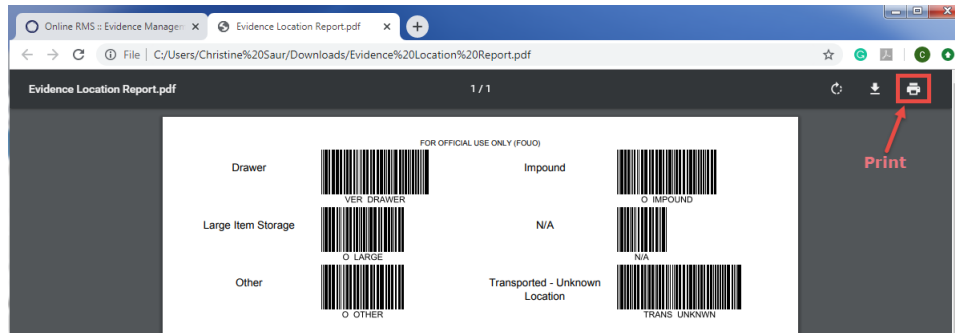 Online RMS :: Evidence Manager
Evidence Location Report.pdf
File | C:/Users/Christine%20Saur/Downloads/Evidence%20Location%20Report.pdf
C
Evidence Location Report.pdf
1 / 1
Print
FOR OFFICIAL USE ONLY (FOUO)
Drawer
VER DRAWER
Impound
O IMPOUND
Large Item Storage
O LARGE
N/A
N/A
Other
O OTHER
Transported - Unknown
Location
TRANS UNKNWN